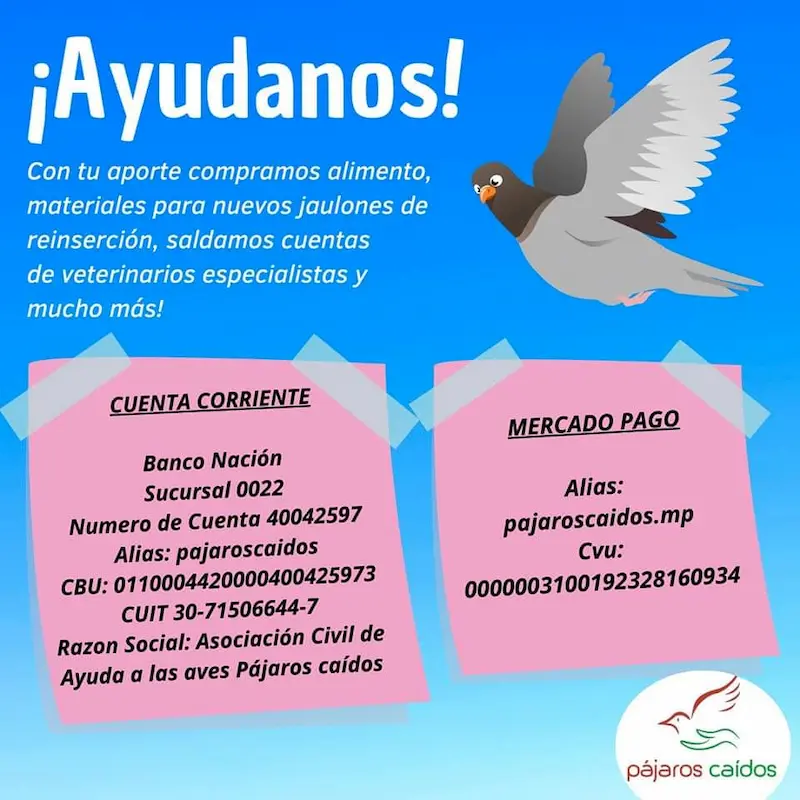 ¡Ayudanos!
Con tu aporte compramos alimento,
materiales para nuevos jaulones de
reinserción, saldamos cuentas
de veterinarios especialistas y
mucho más!
CUENTA CORRIENTE
Banco Nación
Sucursal 0022
Numero de Cuenta 40042597
Alias: pajaroscaidos
CBU: 0110004420000400425973
CUIT 30-71506644-7
Razon Social: Asociación Civil de
Ayuda a las aves Pájaros caídos
MERCADO PAGO
Alias:
pajaroscaidos.mp
Cvu:
0000003100192328160934
pájaros caídos